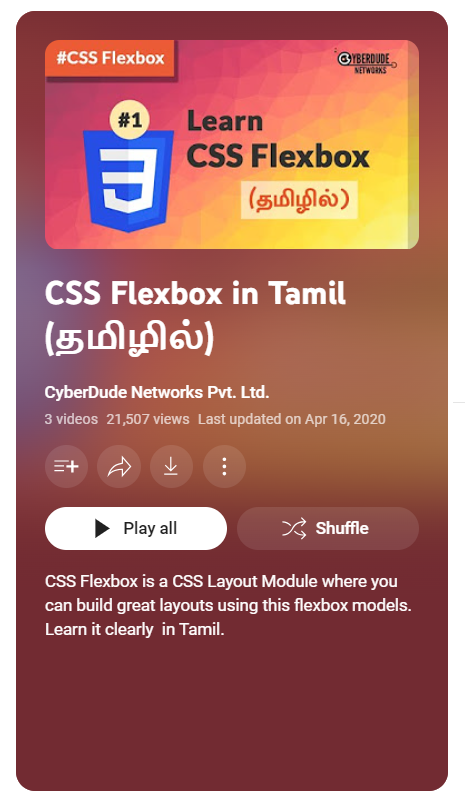 #CSS Flexbox
CYBERDUDE
NETWORKS
#1
Learn
CSS Flexbox
(தமிழில்)
CSS Flexbox in Tamil
(தமிழில்)
CyberDude Networks Pvt. Ltd.
3 videos 21,507 views Last updated on Apr 16, 2020
Play all
Shuffle
CSS Flexbox is a CSS Layout Module where you
can build great layouts using this flexbox models.
Learn it clearly in Tamil.